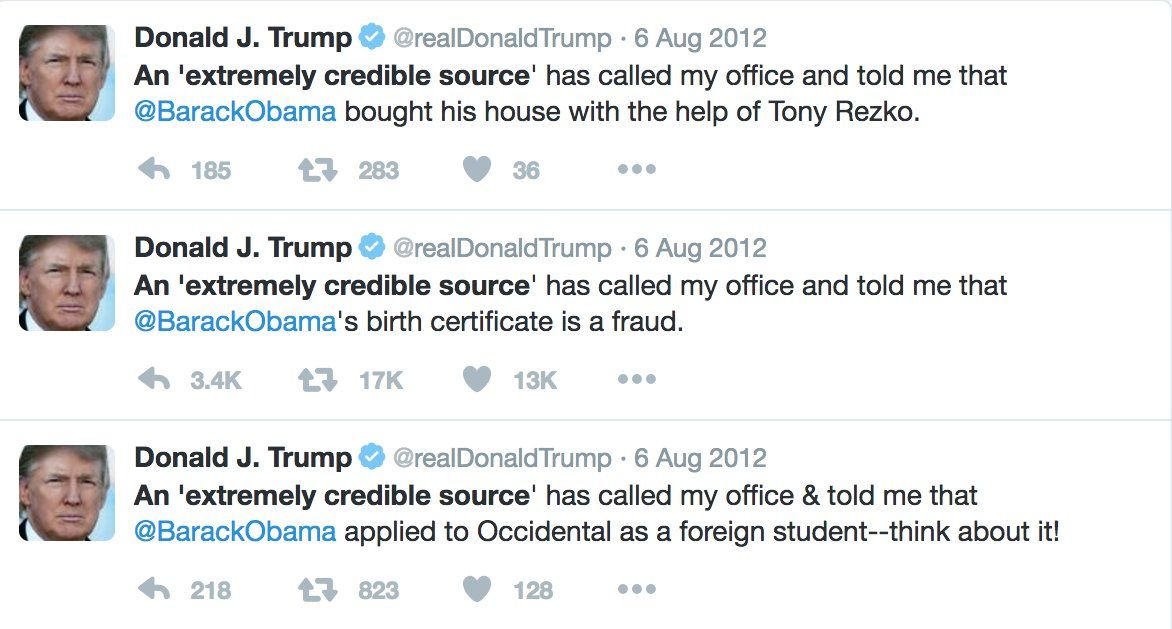 Donald J. Trump @realDonaldTrump · 6 Aug 2012
An 'extremely credible source' has called my office and told me that
@BarackObama bought his house with the help of Tony Rezko.
185 283 36 •••
Donald J. Trump @realDonaldTrump · 6 Aug 2012
An 'extremely credible source' has called my office and told me that
@BarackObama's birth certificate is a fraud.
3.4K 17K 13K •••
Donald J. Trump @realDonaldTrump · 6 Aug 2012
An 'extremely credible source' has called my office & told me that
@BarackObama applied to Occidental as a foreign student--think about it!
218 823 128 •••